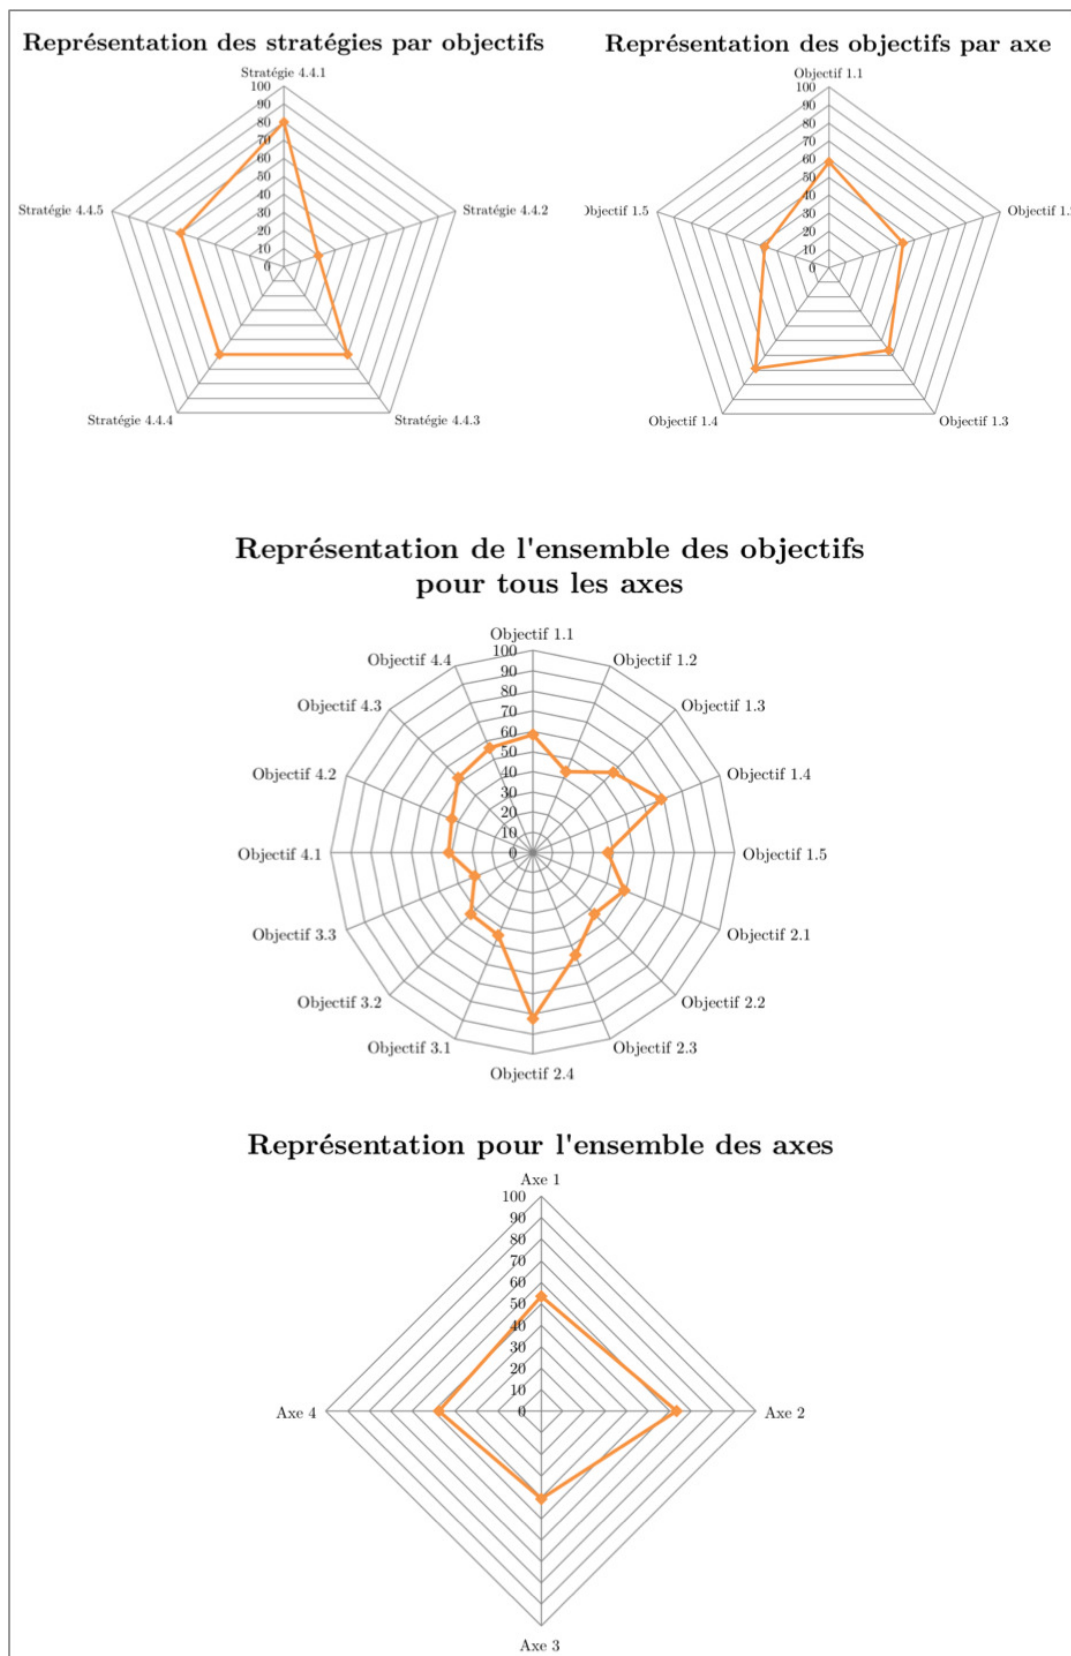 Représentation des stratégies par objectifs
Stratégie 4.4.1
100
90
80
70
60
50
40
30
20
10
0
Stratégie 4.4.5
Stratégie 4.4.2
Stratégie 4.4.4
Stratégie 4.4.3
Représentation des objectifs par axe
Objectif 1.1
100
90
80
70
60
50
40
30
20
10
0
Objectif 1.5
Objectif 1.
Objectif 1.4
Objectif 1.3
Représentation de l'ensemble des objectifs
pour tous les axes
Objectif 1.1
100
90
80
70
60
50
40
30
20
10
0
Objectif 4.4
Objectif 1.2
Objectif 4.3
Objectif 1.3
Objectif 4.2
Objectif 1.4
Objectif 4.1
Objectif 1.5
Objectif 3.3
Objectif 2.1
Objectif 3.2
Objectif 2.2
Objectif 3.1
Objectif 2.3
Objectif 2.4
Représentation pour l'ensemble des axes
Axe 1
100
90
80
70
60
50
40
30
20
10
0
Axe 4
Axe 2
Axe 3